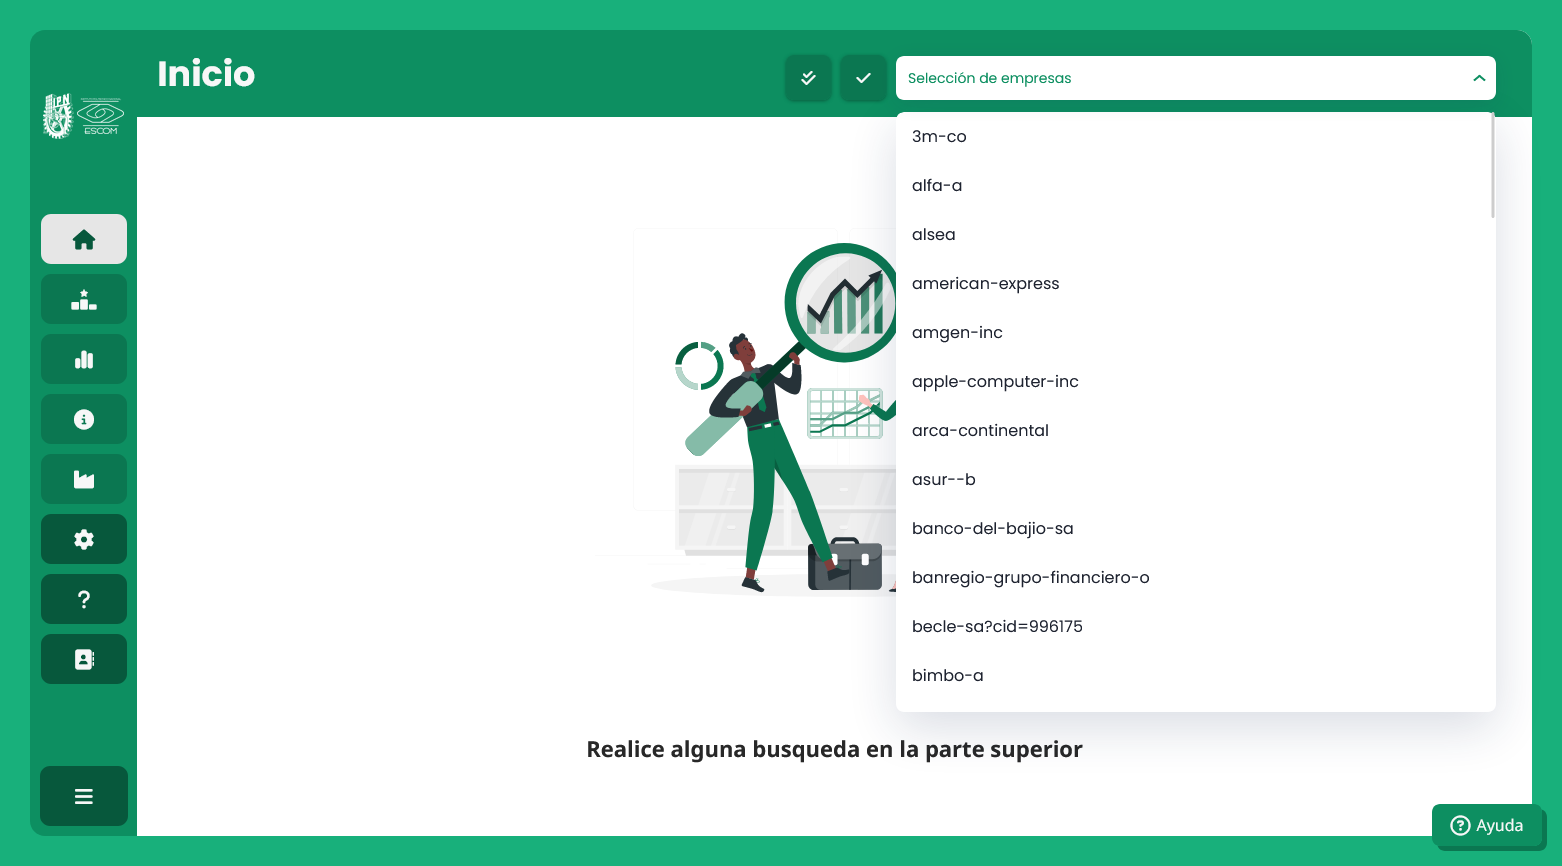 Inicio
Selección de empresas
IPN
ESCOM
3m-co
alfa-a
alsea
american-express
amgen-inc
apple-computer-inc
arca-continental
asur--b
banco-del-bajio-sa
banregio-grupo-financiero-o
becle-sa?cid=996175
bimbo-a
Realice alguna busqueda en la parte superior
Ayuda